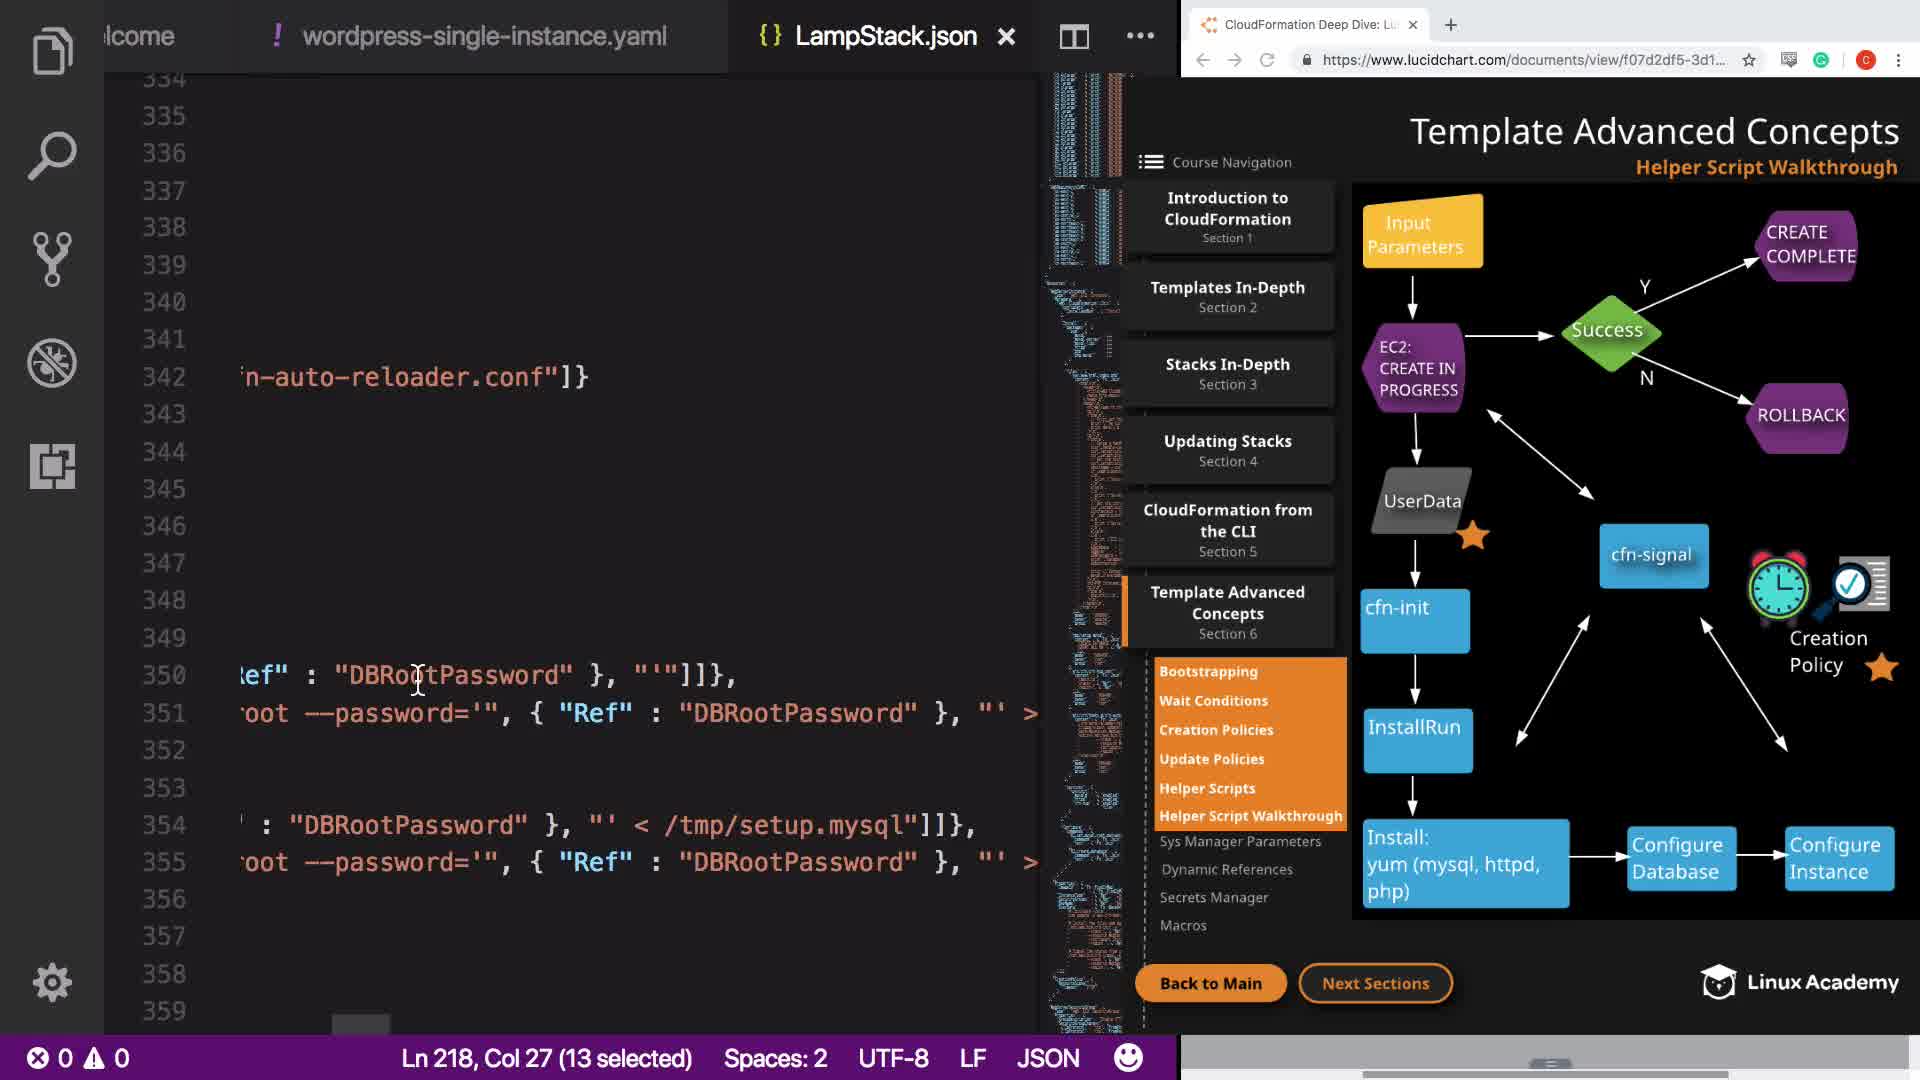 lcome
! wordpress-single-instance.yaml
{} LampStack.json
334
335
336
337
338
339
340
341
342 fn-auto-reloader.conf"]}
343
344
345
346
347
348
349
350 Ref" : "DBRootPassword" }, "'"]]},
351 root --password='", { "Ref" : "DBRootPassword" }, "' >
352
353
354 " : "DBRootPassword" }, "' < /tmp/setup.mysql"]]},
355 root --password='", { "Ref" : "DBRootPassword" }, "' >
356
357
358
359
0 0 Ln 218, Col 27 (13 selected) Spaces: 2 UTF-8 LF JSON
CloudFormation Deep Dive: Lu
https://www.lucidchart.com/documents/view/f07d2df5-3d1...
C
Template Advanced Concepts
Helper Script Walkthrough
Course Navigation
Introduction to
CloudFormation
Section 1
Templates In-Depth
Section 2
Stacks In-Depth
Section 3
Updating Stacks
Section 4
CloudFormation from
the CLI
Section 5
Template Advanced
Concepts
Section 6
Bootstrapping
Wait Conditions
Creation Policies
Update Policies
Helper Scripts
Helper Script Walkthrough
Sys Manager Parameters
Dynamic References
Secrets Manager
Macros
Back to Main
Next Sections
Input
Parameters
EC2:
CREATE IN
PROGRESS
Success
Y
N
CREATE
COMPLETE
ROLLBACK
UserData
cfn-signal
Creation
Policy
cfn-init
InstallRun
Install:
yum (mysql, httpd,
php)
Configure
Database
Configure
Instance
Linux Academy